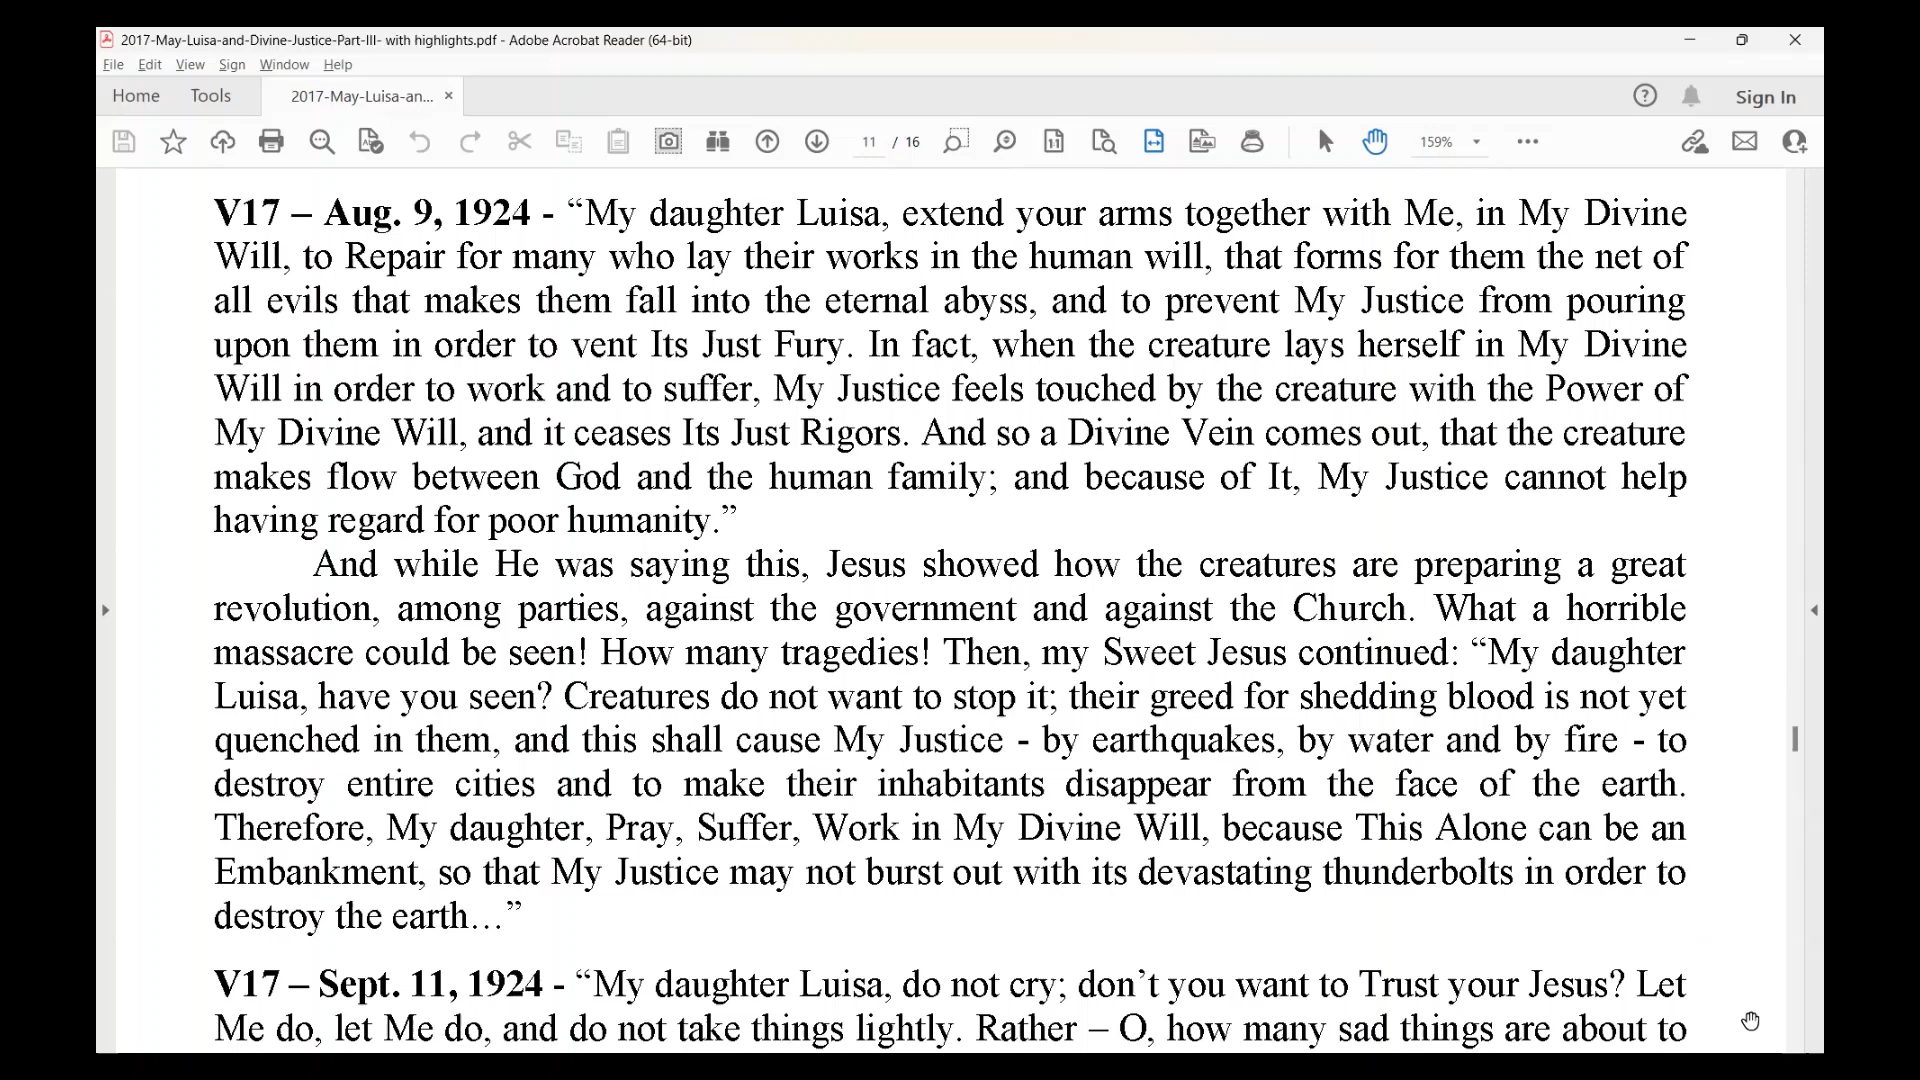 2017-May-Luisa-and-Divine-Justice-Part-III- with highlights.pdf - Adobe Acrobat Reader (64-bit)
File Edit View Sign Window Help
Home Tools 2017-May-Luisa-an... × Sign In
11 / 16 159%
V17 – Aug. 9, 1924 - “My daughter Luisa, extend your arms together with Me, in My Divine
Will, to Repair for many who lay their works in the human will, that forms for them the net of
all evils that makes them fall into the eternal abyss, and to prevent My Justice from pouring
upon them in order to vent Its Just Fury. In fact, when the creature lays herself in My Divine
Will in order to work and to suffer, My Justice feels touched by the creature with the Power of
My Divine Will, and it ceases Its Just Rigors. And so a Divine Vein comes out, that the creature
makes flow between God and the human family; and because of It, My Justice cannot help
having regard for poor humanity.”
And while He was saying this, Jesus showed how the creatures are preparing a great
revolution, among parties, against the government and against the Church. What a horrible
massacre could be seen! How many tragedies! Then, my Sweet Jesus continued: “My daughter
Luisa, have you seen? Creatures do not want to stop it; their greed for shedding blood is not yet
quenched in them, and this shall cause My Justice - by earthquakes, by water and by fire - to
destroy entire cities and to make their inhabitants disappear from the face of the earth.
Therefore, My daughter, Pray, Suffer, Work in My Divine Will, because This Alone can be an
Embankment, so that My Justice may not burst out with its devastating thunderbolts in order to
destroy the earth…”
V17 – Sept. 11, 1924 - “My daughter Luisa, do not cry; don’t you want to Trust your Jesus? Let
Me do, let Me do, and do not take things lightly. Rather – O, how many sad things are about to